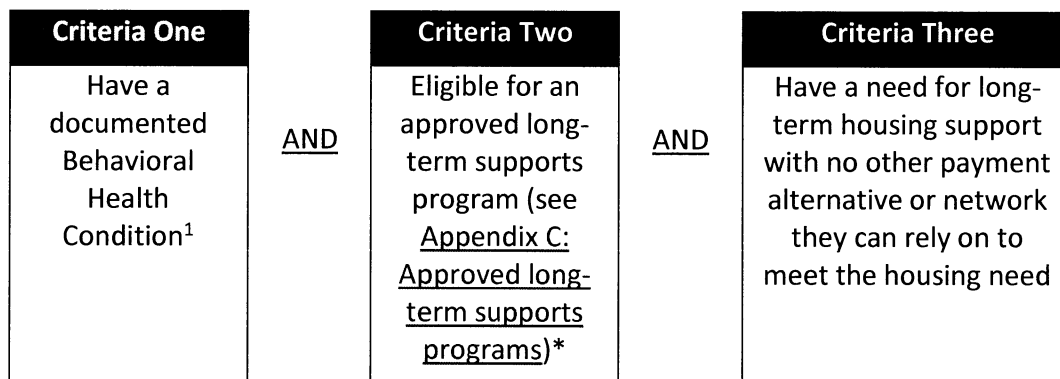 Criteria One
Have a
documented
Behavioral
Health
Condition¹
AND
Criteria Two
Eligible for an
approved long-
term supports
program (see
Appendix C:
Approved long-
term supports
programs)*
AND
Criteria Three
Have a need for long-
term housing support
with no other payment
alternative or network
they can rely on to
meet the housing need